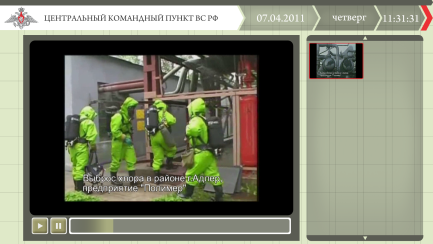 ЦЕНТРАЛЬНЫЙ КОМАНДНЫЙ ПУНКТ ВС РФ
07.04.2011
четверг
11:31:31
Выброс хлора в районе г.Адлер,
предприятие "Полимер"